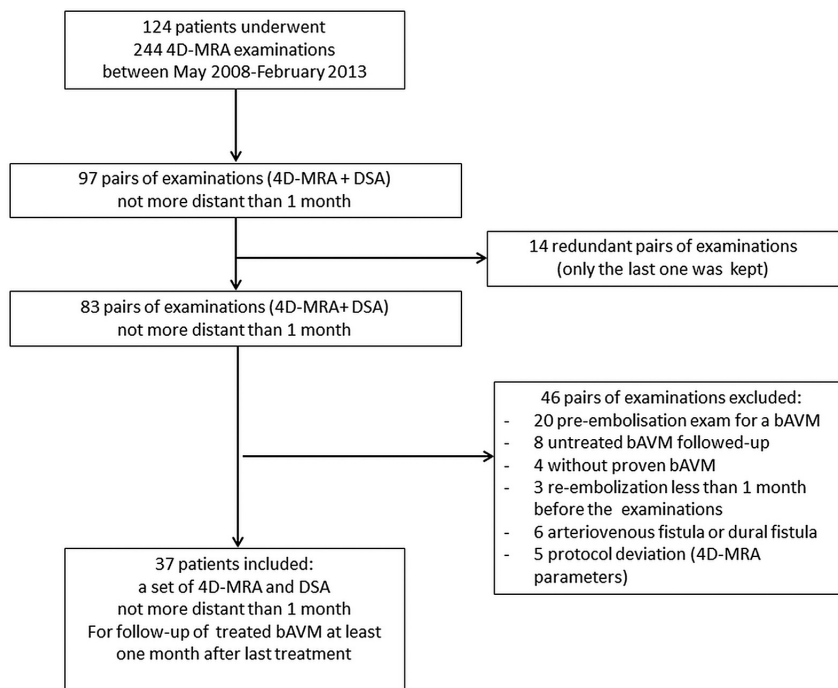 124 patients underwent
244 4D-MRA examinations
between May 2008-February 2013
97 pairs of examinations (4D-MRA + DSA)
not more distant than 1 month
14 redundant pairs of examinations
(only the last one was kept)
83 pairs of examinations (4D-MRA+ DSA)
not more distant than 1 month
46 pairs of examinations excluded:
- 20 pre-embolisation exam for a bAVM
- 8 untreated bAVM followed-up
- 4 without proven bAVM
- 3 re-embolization less than 1 month
before the examinations
- 6 arteriovenous fistula or dural fistula
- 5 protocol deviation (4D-MRA
parameters)
37 patients included:
a set of 4D-MRA and DSA
not more distant than 1 month
For follow-up of treated bAVM at least
one month after last treatment